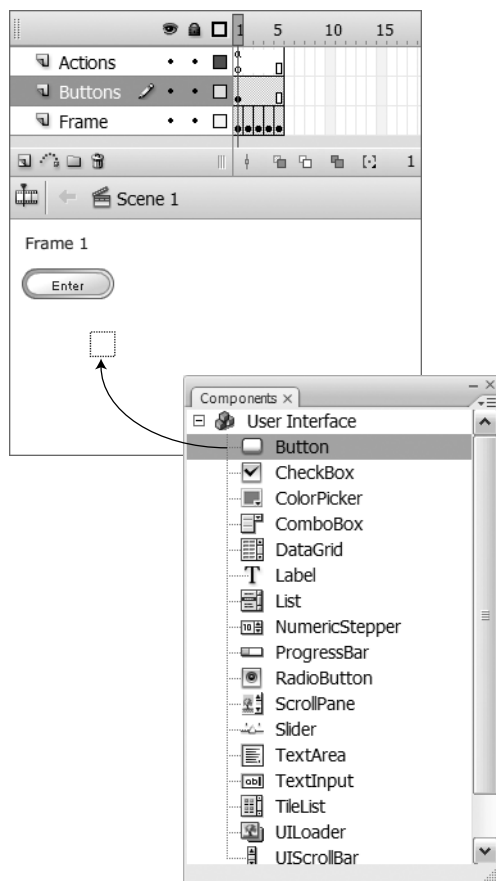 1 5 10 15
Actions
Buttons
Frame
1
Scene 1
Frame 1
Enter
Components ×
User Interface
Button
CheckBox
ColorPicker
ComboBox
DataGrid
Label
List
NumericStepper
ProgressBar
RadioButton
ScrollPane
Slider
TextArea
TextInput
TileList
UILoader
UIScrollBar